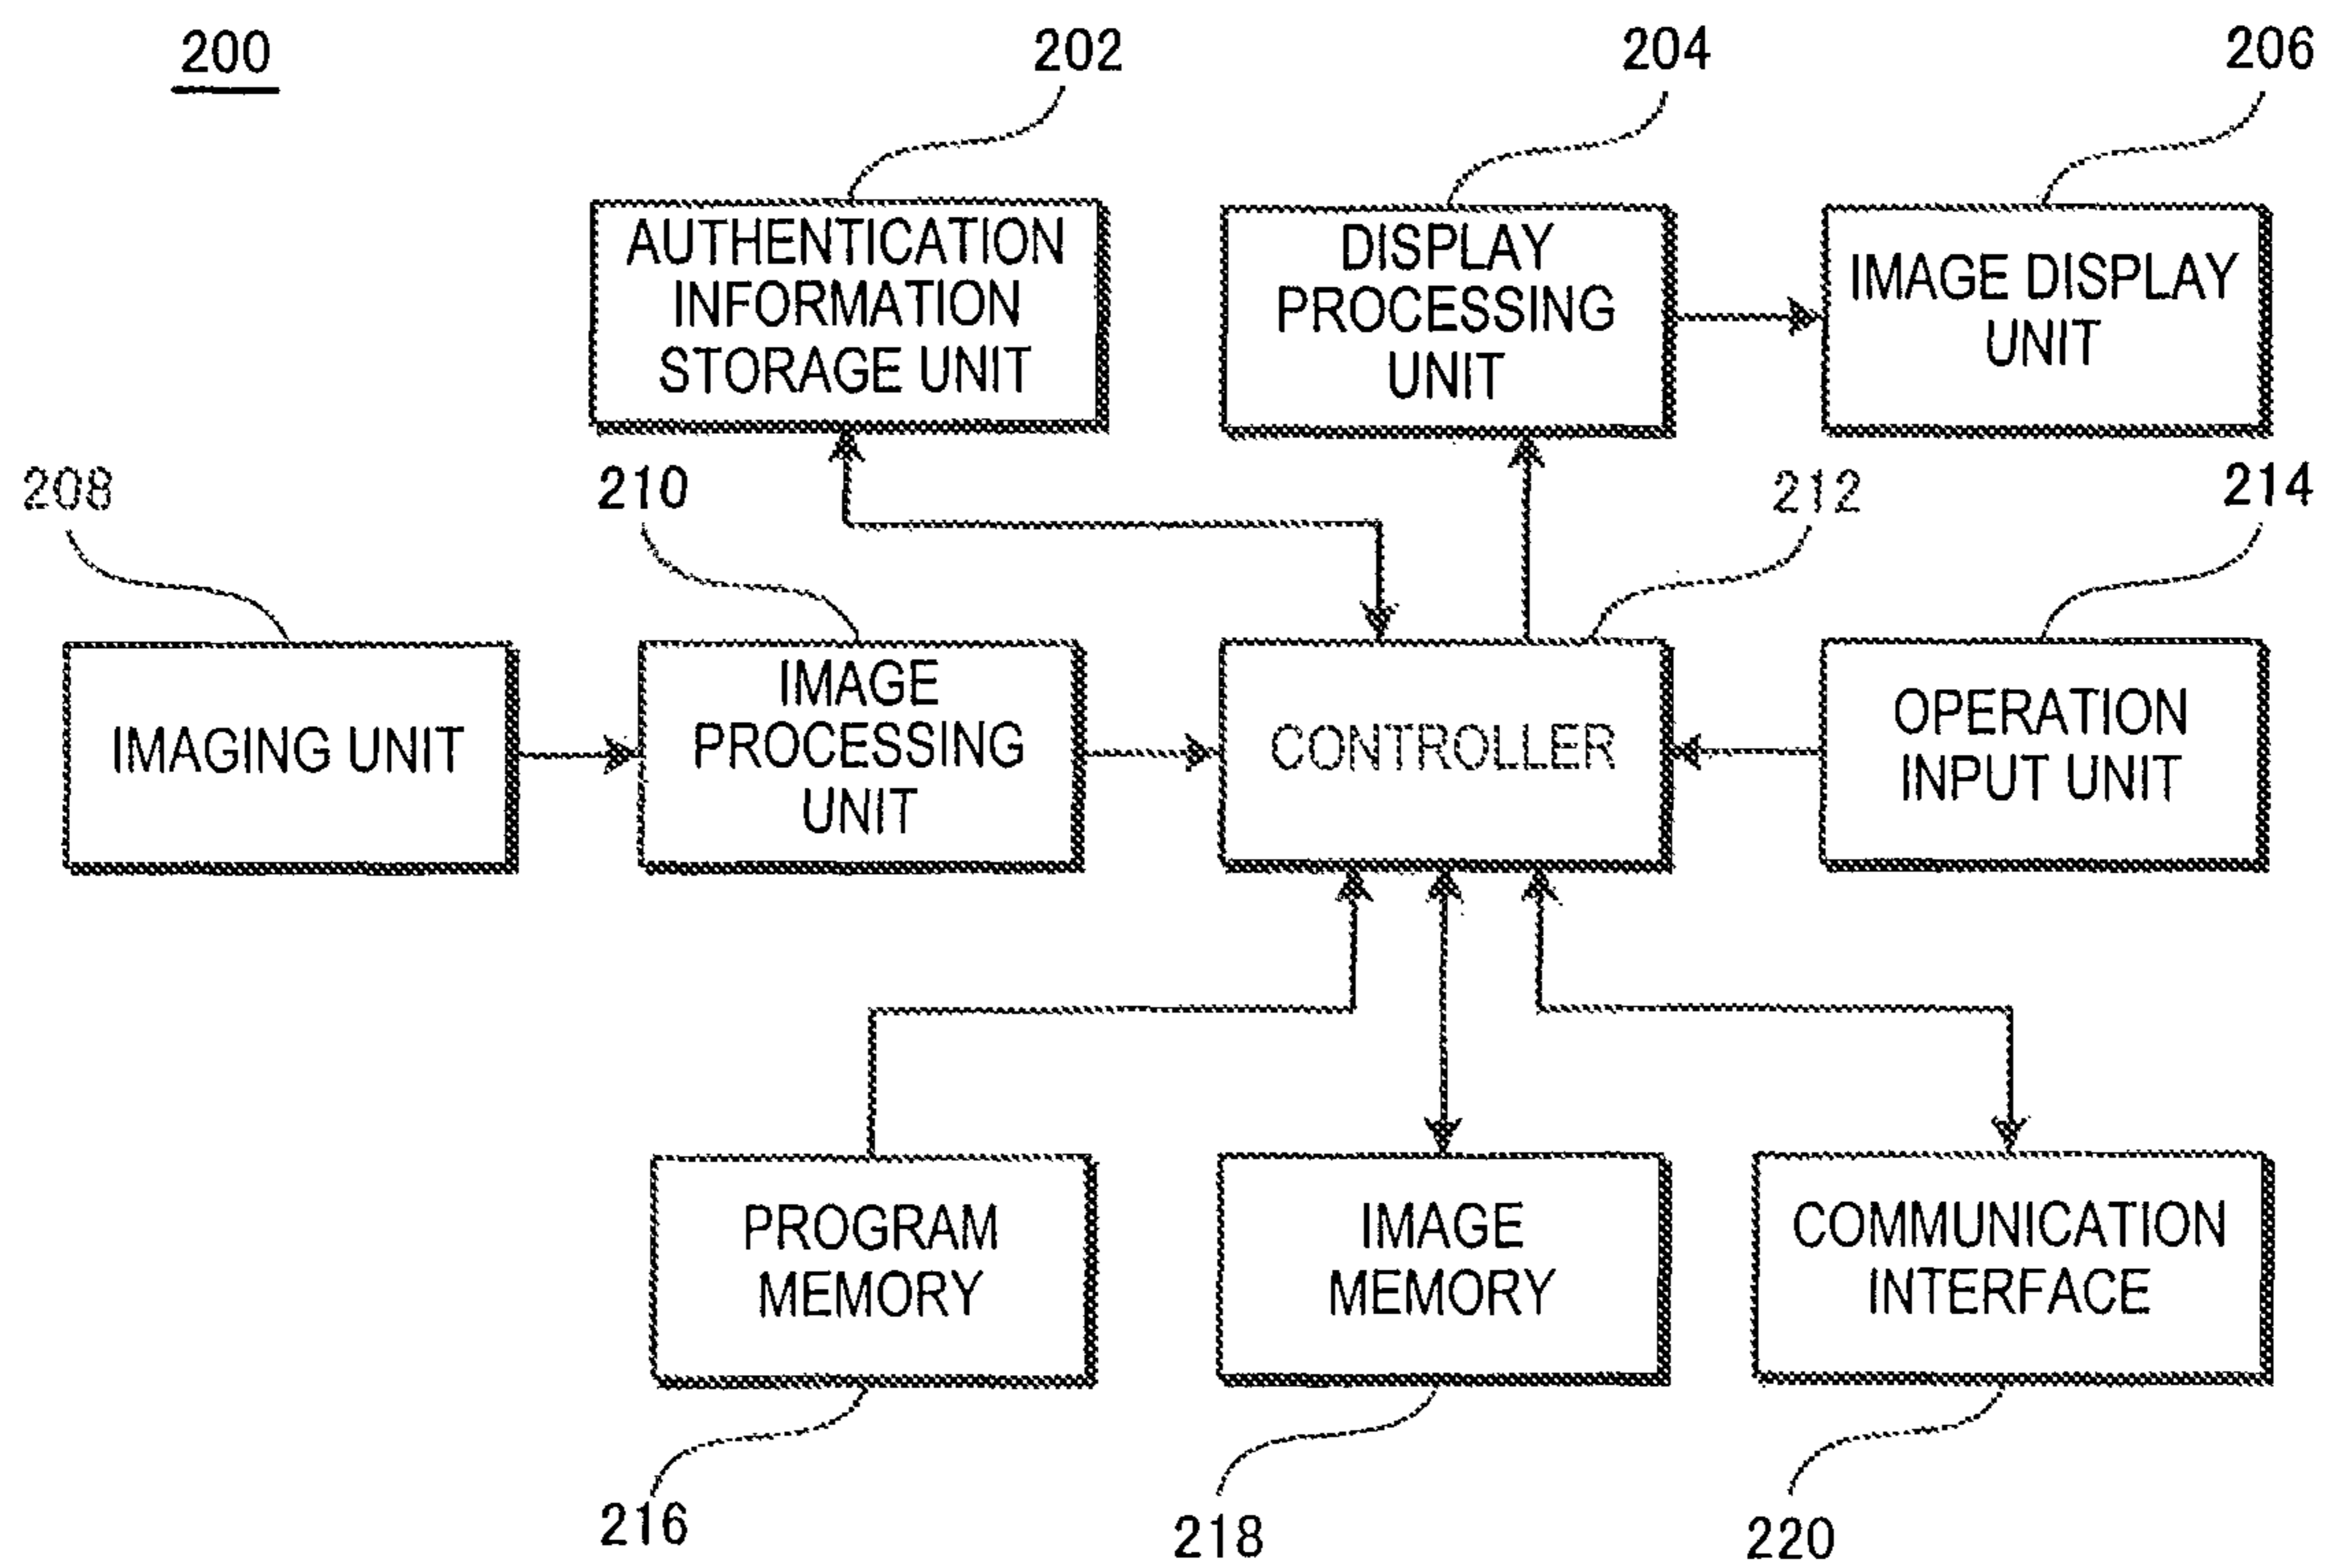 200
202
204
206
AUTHENTICATION
INFORMATION
STORAGE UNIT
DISPLAY
PROCESSING
UNIT
IMAGE DISPLAY
UNIT
208
210
212
214
IMAGING UNIT
IMAGE
PROCESSING
UNIT
CONTROLLER
OPERATION
INPUT UNIT
PROGRAM
MEMORY
IMAGE
MEMORY
COMMUNICATION
INTERFACE
216
218
220